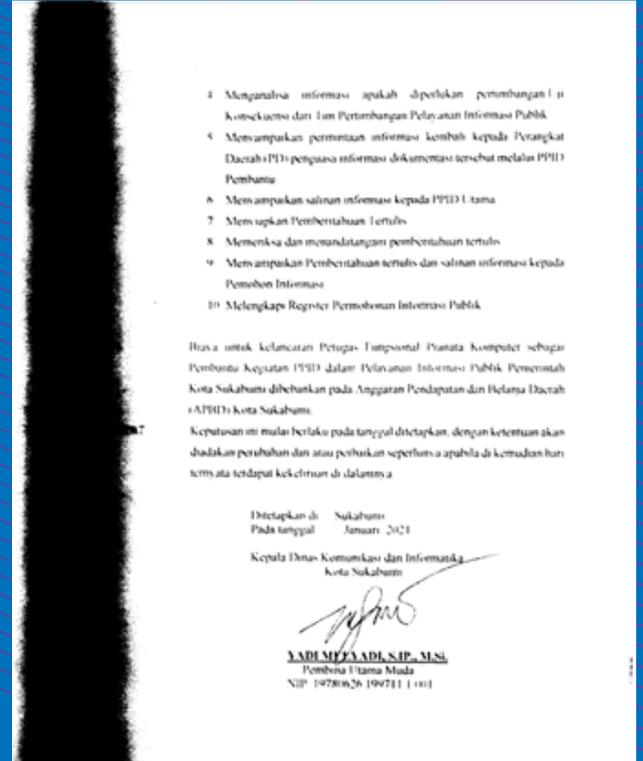 4 Menganalisa informasi apakah diperlukan pertimbangan Uji
Konsekuensi dari Tim Pertimbangan Pelayanan Informasi Publik
5 Menyampaikan permintaan informasi kembali kepada Perangkat
Daerah (PD) penguasa informasi dokumentasi tersebut melalui PPID
Pembantu
6 Menyampaikan salinan informasi kepada PPID Utama
7 Menyiapkan Pemberitahuan Tertulis
8 Memeriksa dan menandatangani pemberitahuan tertulis
9 Menyampaikan Pemberitahuan tertulis dan salinan informasi kepada
Pemohon Informasi
10 Melengkapi Register Permohonan Informasi Publik
Biaya untuk kelancaran Petugas Fungsional Pranata Komputer sebagai
Pembantu Kegiatan PPID dalam Pelayanan Informasi Publik Pemerintah
Kota Sukabumi dibebankan pada Anggaran Pendapatan dan Belanja Daerah
(APBD) Kota Sukabumi.
Keputusan ini mulai berlaku pada tanggal ditetapkan, dengan ketentuan akan
diadakan perubahan dan atau perbaikan seperlunya apabila di kemudian hari
ternyata terdapat kekeliruan di dalamnya
Ditetapkan di Sukabumi
Pada tanggal Januari 2021
Kepala Dinas Komunikasi dan Informatika
Kota Sukabumi
YADI, S.IP., M.Si.
Pembina Utama Muda
NIP. 19780626 199711 1 001